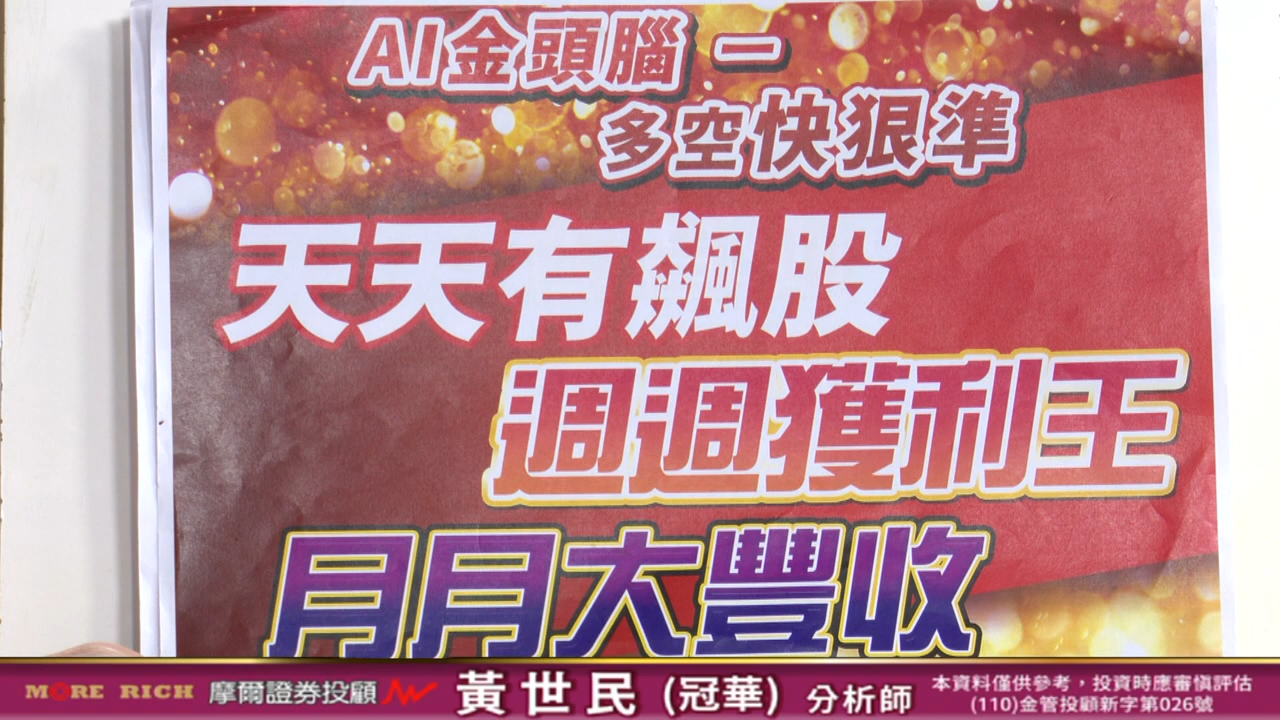 AI金頭腦 一
多空快狠準
天天有飆股
週週獲利王
月月大豐收
MORE RICH 摩爾證券投顧 黃世民 (冠華) 分析師
本資料僅供參考，投資時應審慎評估
(110)金管投顧新字第026號